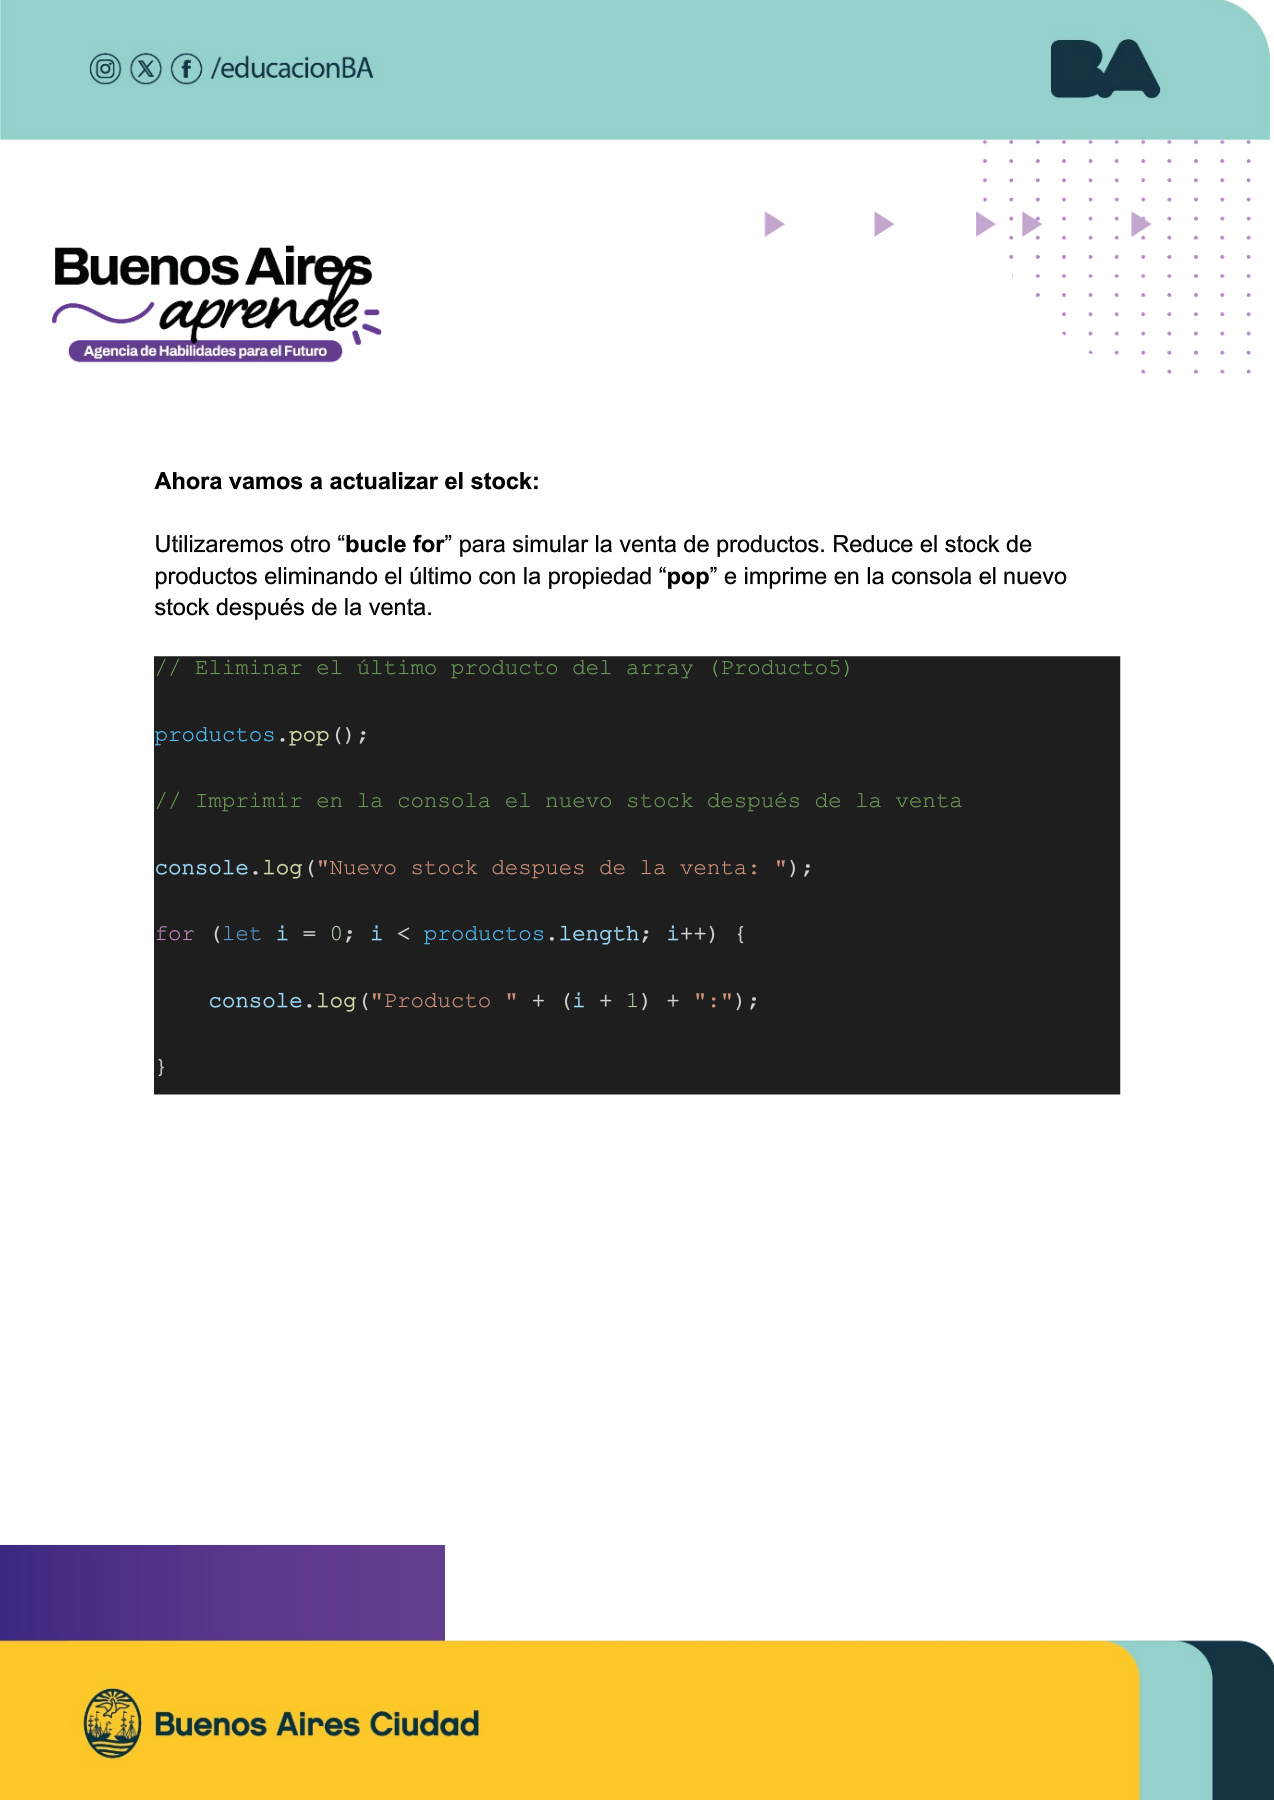 /educacionBA
BA
Buenos Aires
aprende
Agencia de Habilidades para el Futuro
Ahora vamos a actualizar el stock:
Utilizaremos otro “bucle for” para simular la venta de productos. Reduce el stock de
productos eliminando el último con la propiedad “pop” e imprime en la consola el nuevo
stock después de la venta.
// Eliminar el último producto del array (Producto5)
productos.pop();
// Imprimir en la consola el nuevo stock después de la venta
console.log("Nuevo stock despues de la venta: ");
for (let i = 0; i < productos.length; i++) {
    console.log("Producto " + (i + 1) + ":");
}
Buenos Aires Ciudad